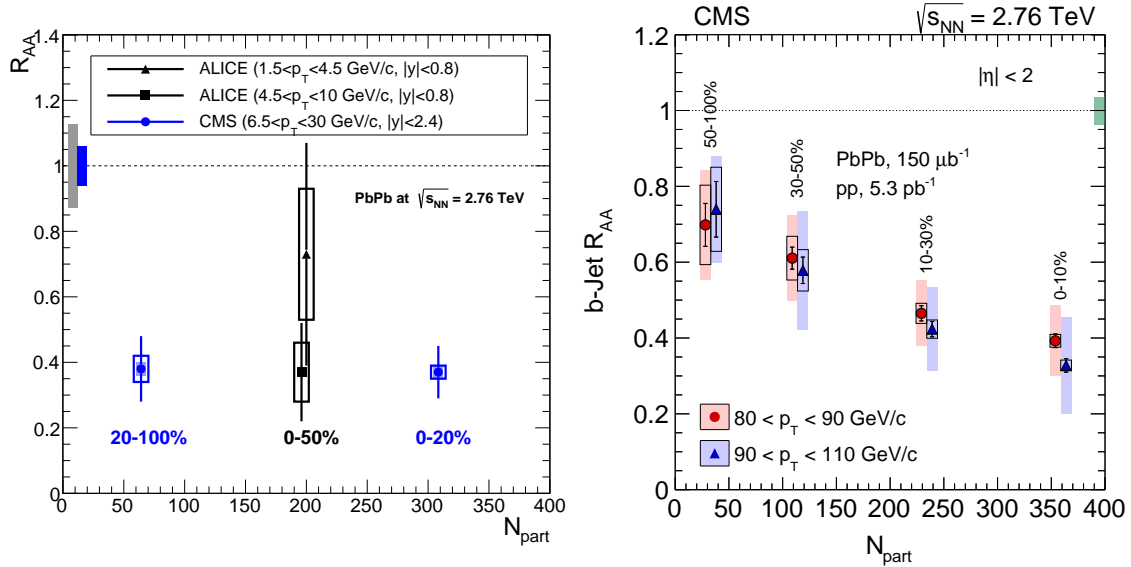 R_AA
1.4
1.2
1
0.8
0.6
0.4
0.2
0
ALICE (1.5<p_T<4.5 GeV/c, |y|<0.8)
ALICE (4.5<p_T<10 GeV/c, |y|<0.8)
CMS (6.5<p_T<30 GeV/c, |y|<2.4)
PbPb at √s_NN = 2.76 TeV
20-100%
0-50%
0-20%
0 50 100 150 200 250 300 350 400
N_part
CMS
√s_NN = 2.76 TeV
b-Jet R_AA
1.2
1
0.8
0.6
0.4
0.2
0
|η| < 2
50-100%
30-50%
10-30%
0-10%
PbPb, 150 μb⁻¹
pp, 5.3 pb⁻¹
80 < p_T < 90 GeV/c
90 < p_T < 110 GeV/c
0 50 100 150 200 250 300 350 400
N_part